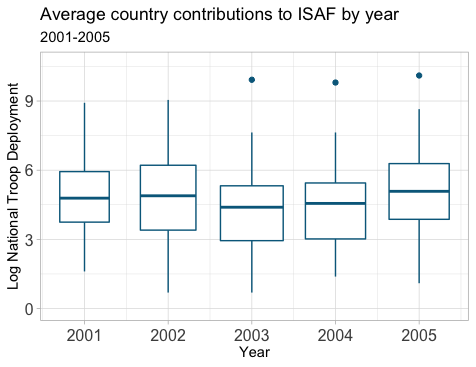 Average country contributions to ISAF by year
2001-2005
Log National Troop Deployment
9
6
3
0
2001 2002 2003 2004 2005
Year